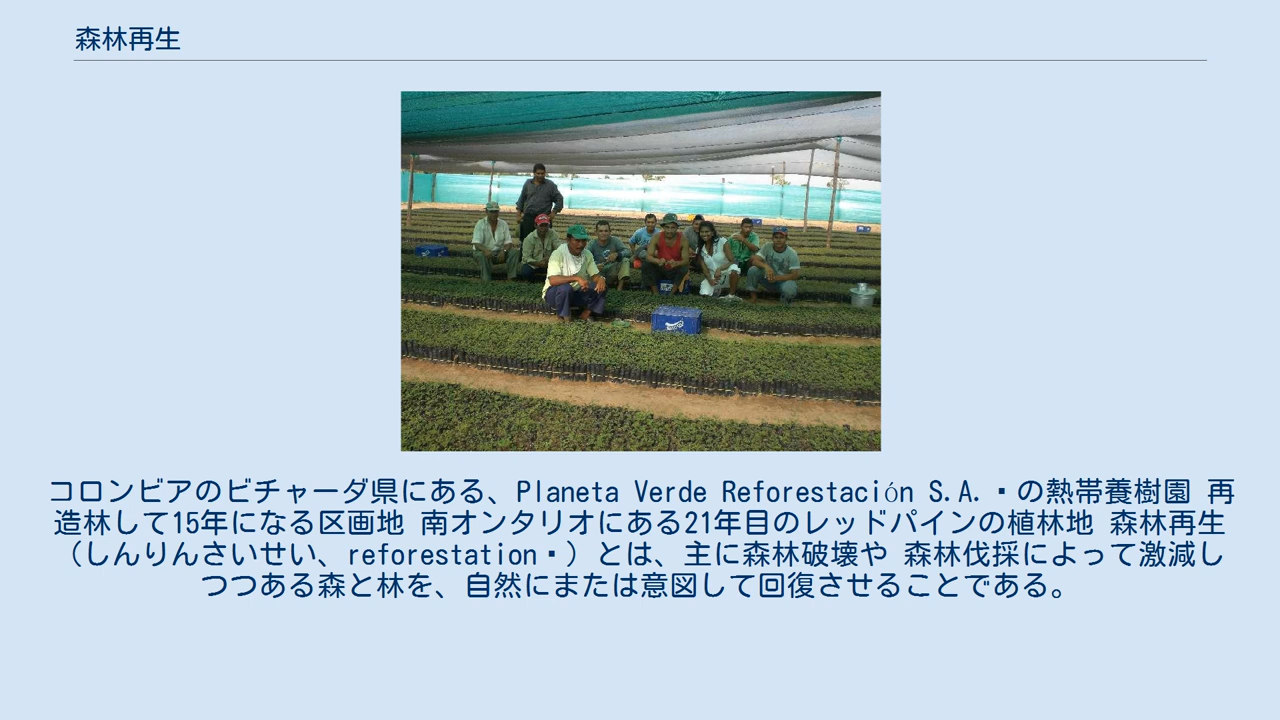 森林再生
コロンビアのビチャーダ県にある、Planeta Verde Reforestación S.A.·の熱帯養樹園 再
造林して15年になる区画地 南オンタリオにある21年目のレッドパインの植林地 森林再生
（しんりんさいせい、reforestation·）とは、主に森林破壊や 森林伐採によって激減し
つつある森と林を、自然にまたは意図して回復させることである。